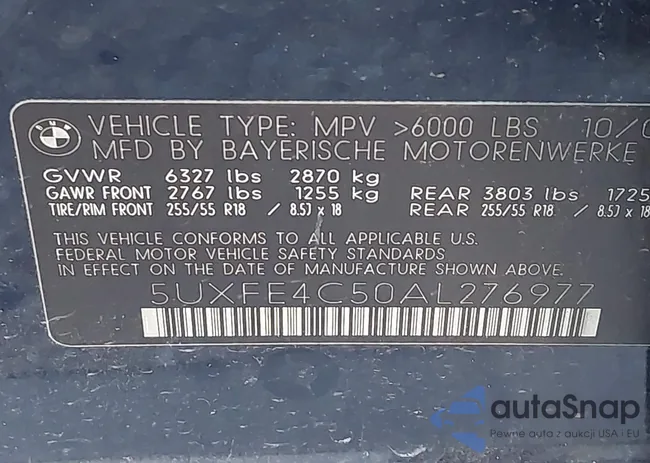 BMW
VEHICLE TYPE: MPV >6000 LBS 10/0
MFD BY BAYERISCHE MOTORENWERKE
GVWR 6327 lbs 2870 kg
GAWR FRONT 2767 lbs 1255 kg REAR 3803 lbs 1725
TIRE/RIM FRONT 255/55 R18 / 8.5J x 18 REAR 255/55 R18 / 8.5J x 18
THIS VEHICLE CONFORMS TO ALL APPLICABLE U.S.
FEDERAL MOTOR VEHICLE SAFETY STANDARDS
IN EFFECT ON THE DATE OF MANUFACTURE SHOWN ABOVE.
5UXFE4C50AL276977
autaSnap
Pewne auta z aukcji USA i EU